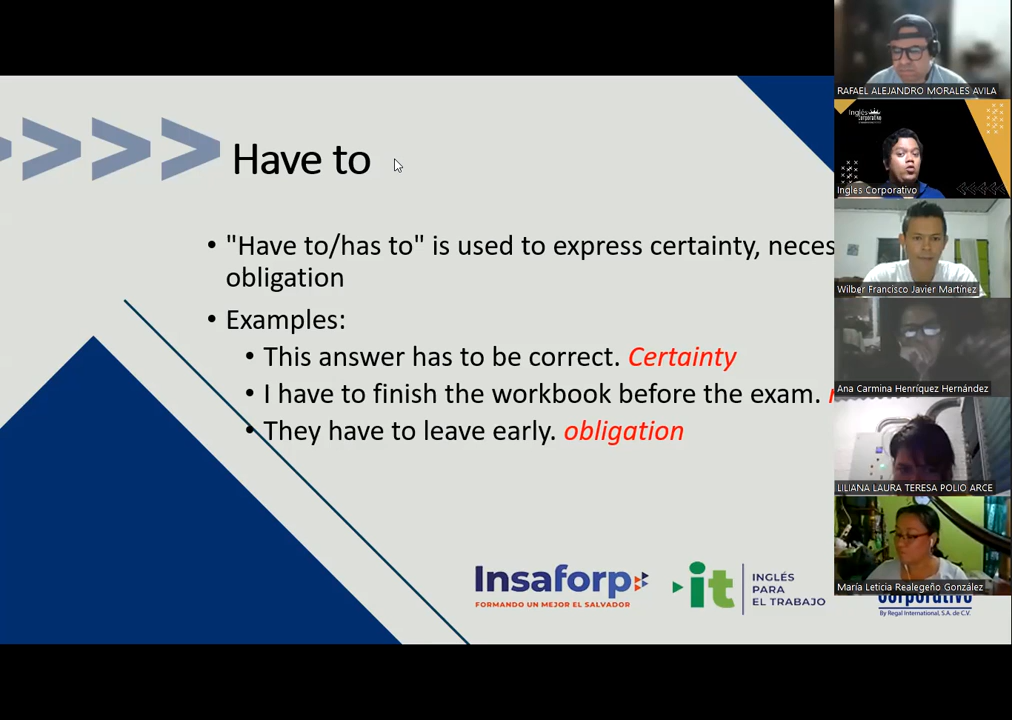 Have to
• "Have to/has to" is used to express certainty, neces
obligation
• Examples:
• This answer has to be correct. Certainty
• I have to finish the workbook before the exam.
• They have to leave early. obligation
Insaforp
FORMANDO UN MEJOR EL SALVADOR
it
INGLÉS
PARA
EL TRABAJO
Corporativo
By Regal International, S.A. de C.V.
RAFAEL ALEJANDRO MORALES AVILA
Inglés
Corporativo
Ingles Corporativo
Wilber Francisco Javier Martínez
Ana Carmina Henríquez Hernández
LILIANA LAURA TERESA POLIO ARCE
María Leticia Realegeño González